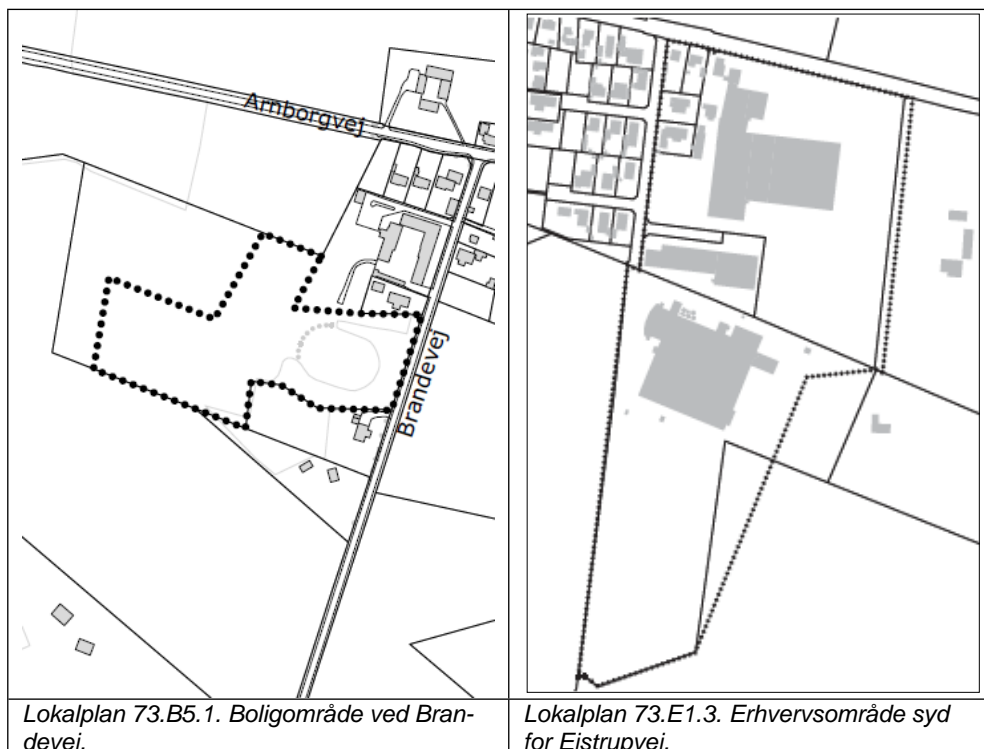 Arnborgvej
Brandevej
Lokalplan 73.B5.1. Boligområde ved Bran-
devej.
Lokalplan 73.E1.3. Erhvervsområde syd
for Ejstrupvej.